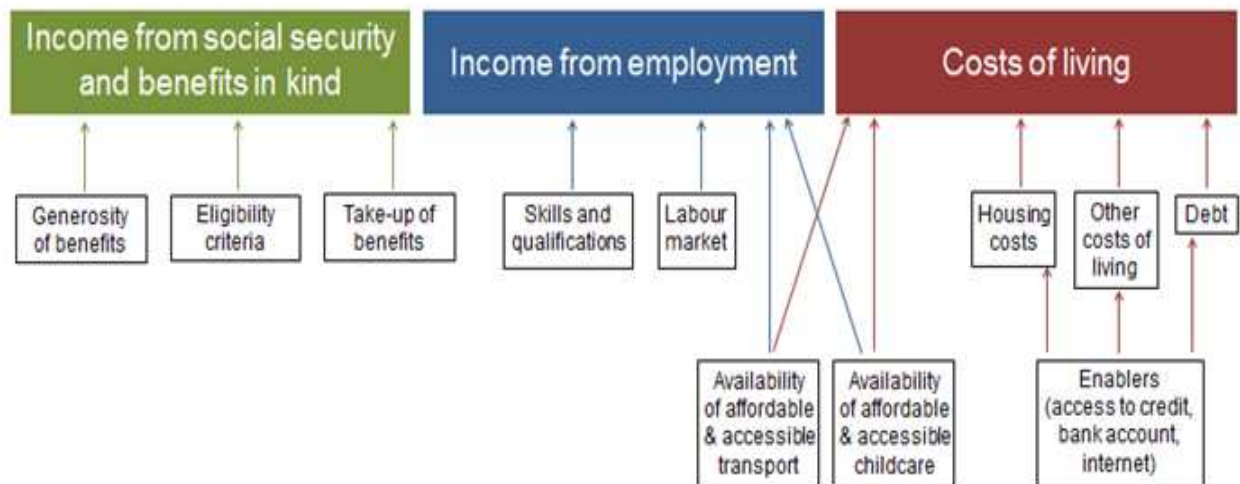 Income from social security
and benefits in kind
Income from employment
Costs of living
Generosity
of benefits
Eligibility
criteria
Take-up of
benefits
Skills and
qualifications
Labour
market
Housing
costs
Other
costs of
living
Debt
Availability
of affordable
& accessible
transport
Availability
of affordable
& accessible
childcare
Enablers
(access to credit,
bank account,
internet)